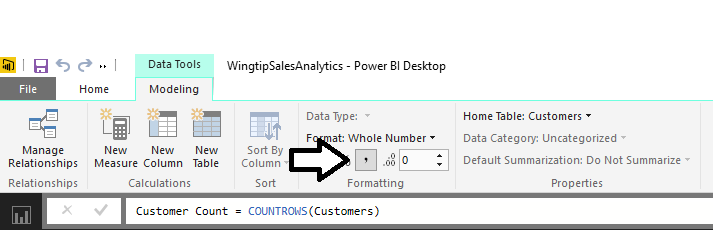 Data Tools
WingtipSalesAnalytics - Power BI Desktop
File
Home
Modeling
Manage
Relationships
Relationships
New
Measure
New
Column
New
Table
Calculations
Sort By
Column
Sort
Data Type:
Format: Whole Number
,
.00
0
Formatting
Home Table: Customers
Data Category: Uncategorized
Default Summarization: Do Not Summarize
Properties
Customer Count = COUNTROWS(Customers)